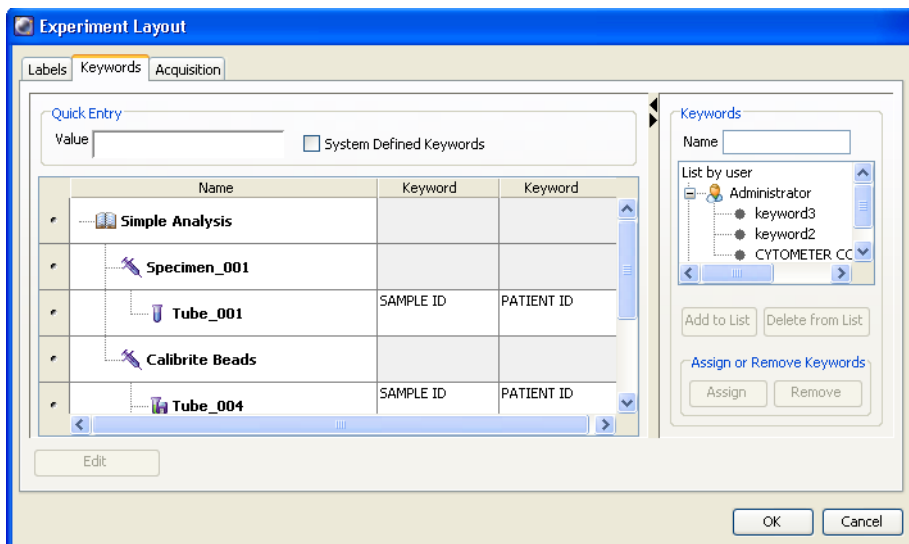 Experiment Layout
Labels Keywords Acquisition
Quick Entry
Value
System Defined Keywords
Name Keyword Keyword
Simple Analysis
Specimen_001
Tube_001 SAMPLE ID PATIENT ID
Calibrite Beads
Tube_004 SAMPLE ID PATIENT ID
Edit
Keywords
Name
List by user
Administrator
keyword3
keyword2
CYTOMETER CC
Add to List Delete from List
Assign or Remove Keywords
Assign Remove
OK Cancel